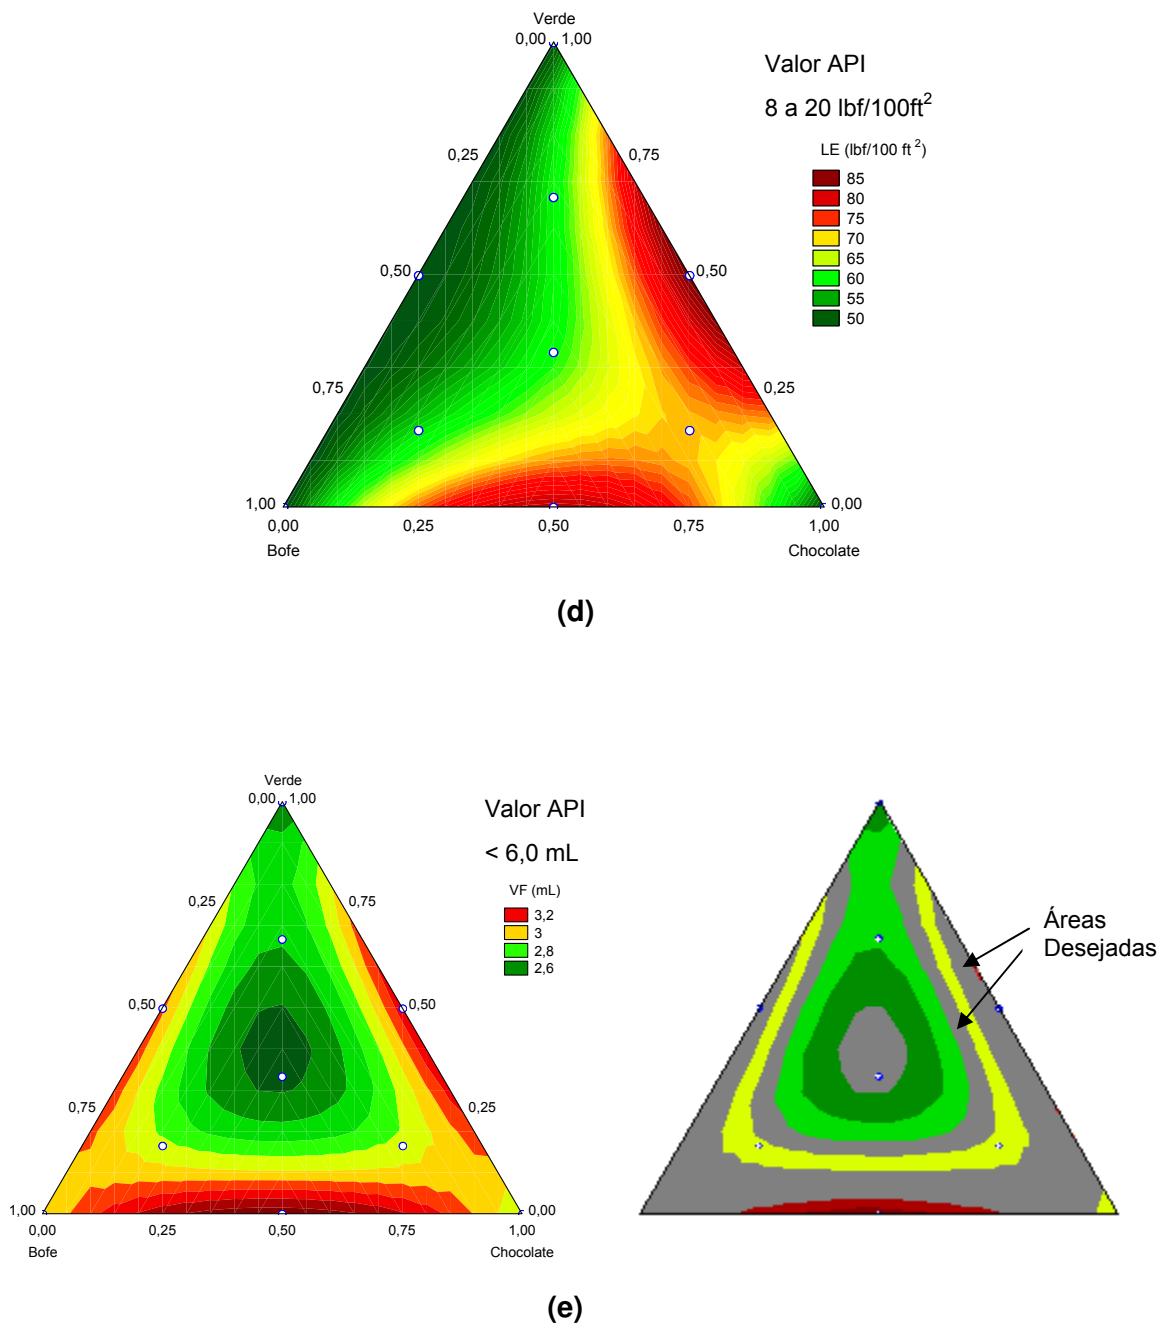 Verde
0,00 1,00
Valor API
8 a 20 lbf/100ft²
LE (lbf/100 ft²)
85
80
75
70
65
60
55
50
0,25
0,75
0,50
0,50
0,75
0,25
1,00
0,00
0,00
0,25
0,50
0,75
1,00
Bofe
Chocolate
(d)
Verde
0,00 1,00
Valor API
< 6,0 mL
VF (mL)
3,2
3
2,8
2,6
0,25
0,75
0,50
0,50
0,75
0,25
1,00
0,00
0,00
0,25
0,50
0,75
1,00
Bofe
Chocolate
Áreas
Desejadas
(e)